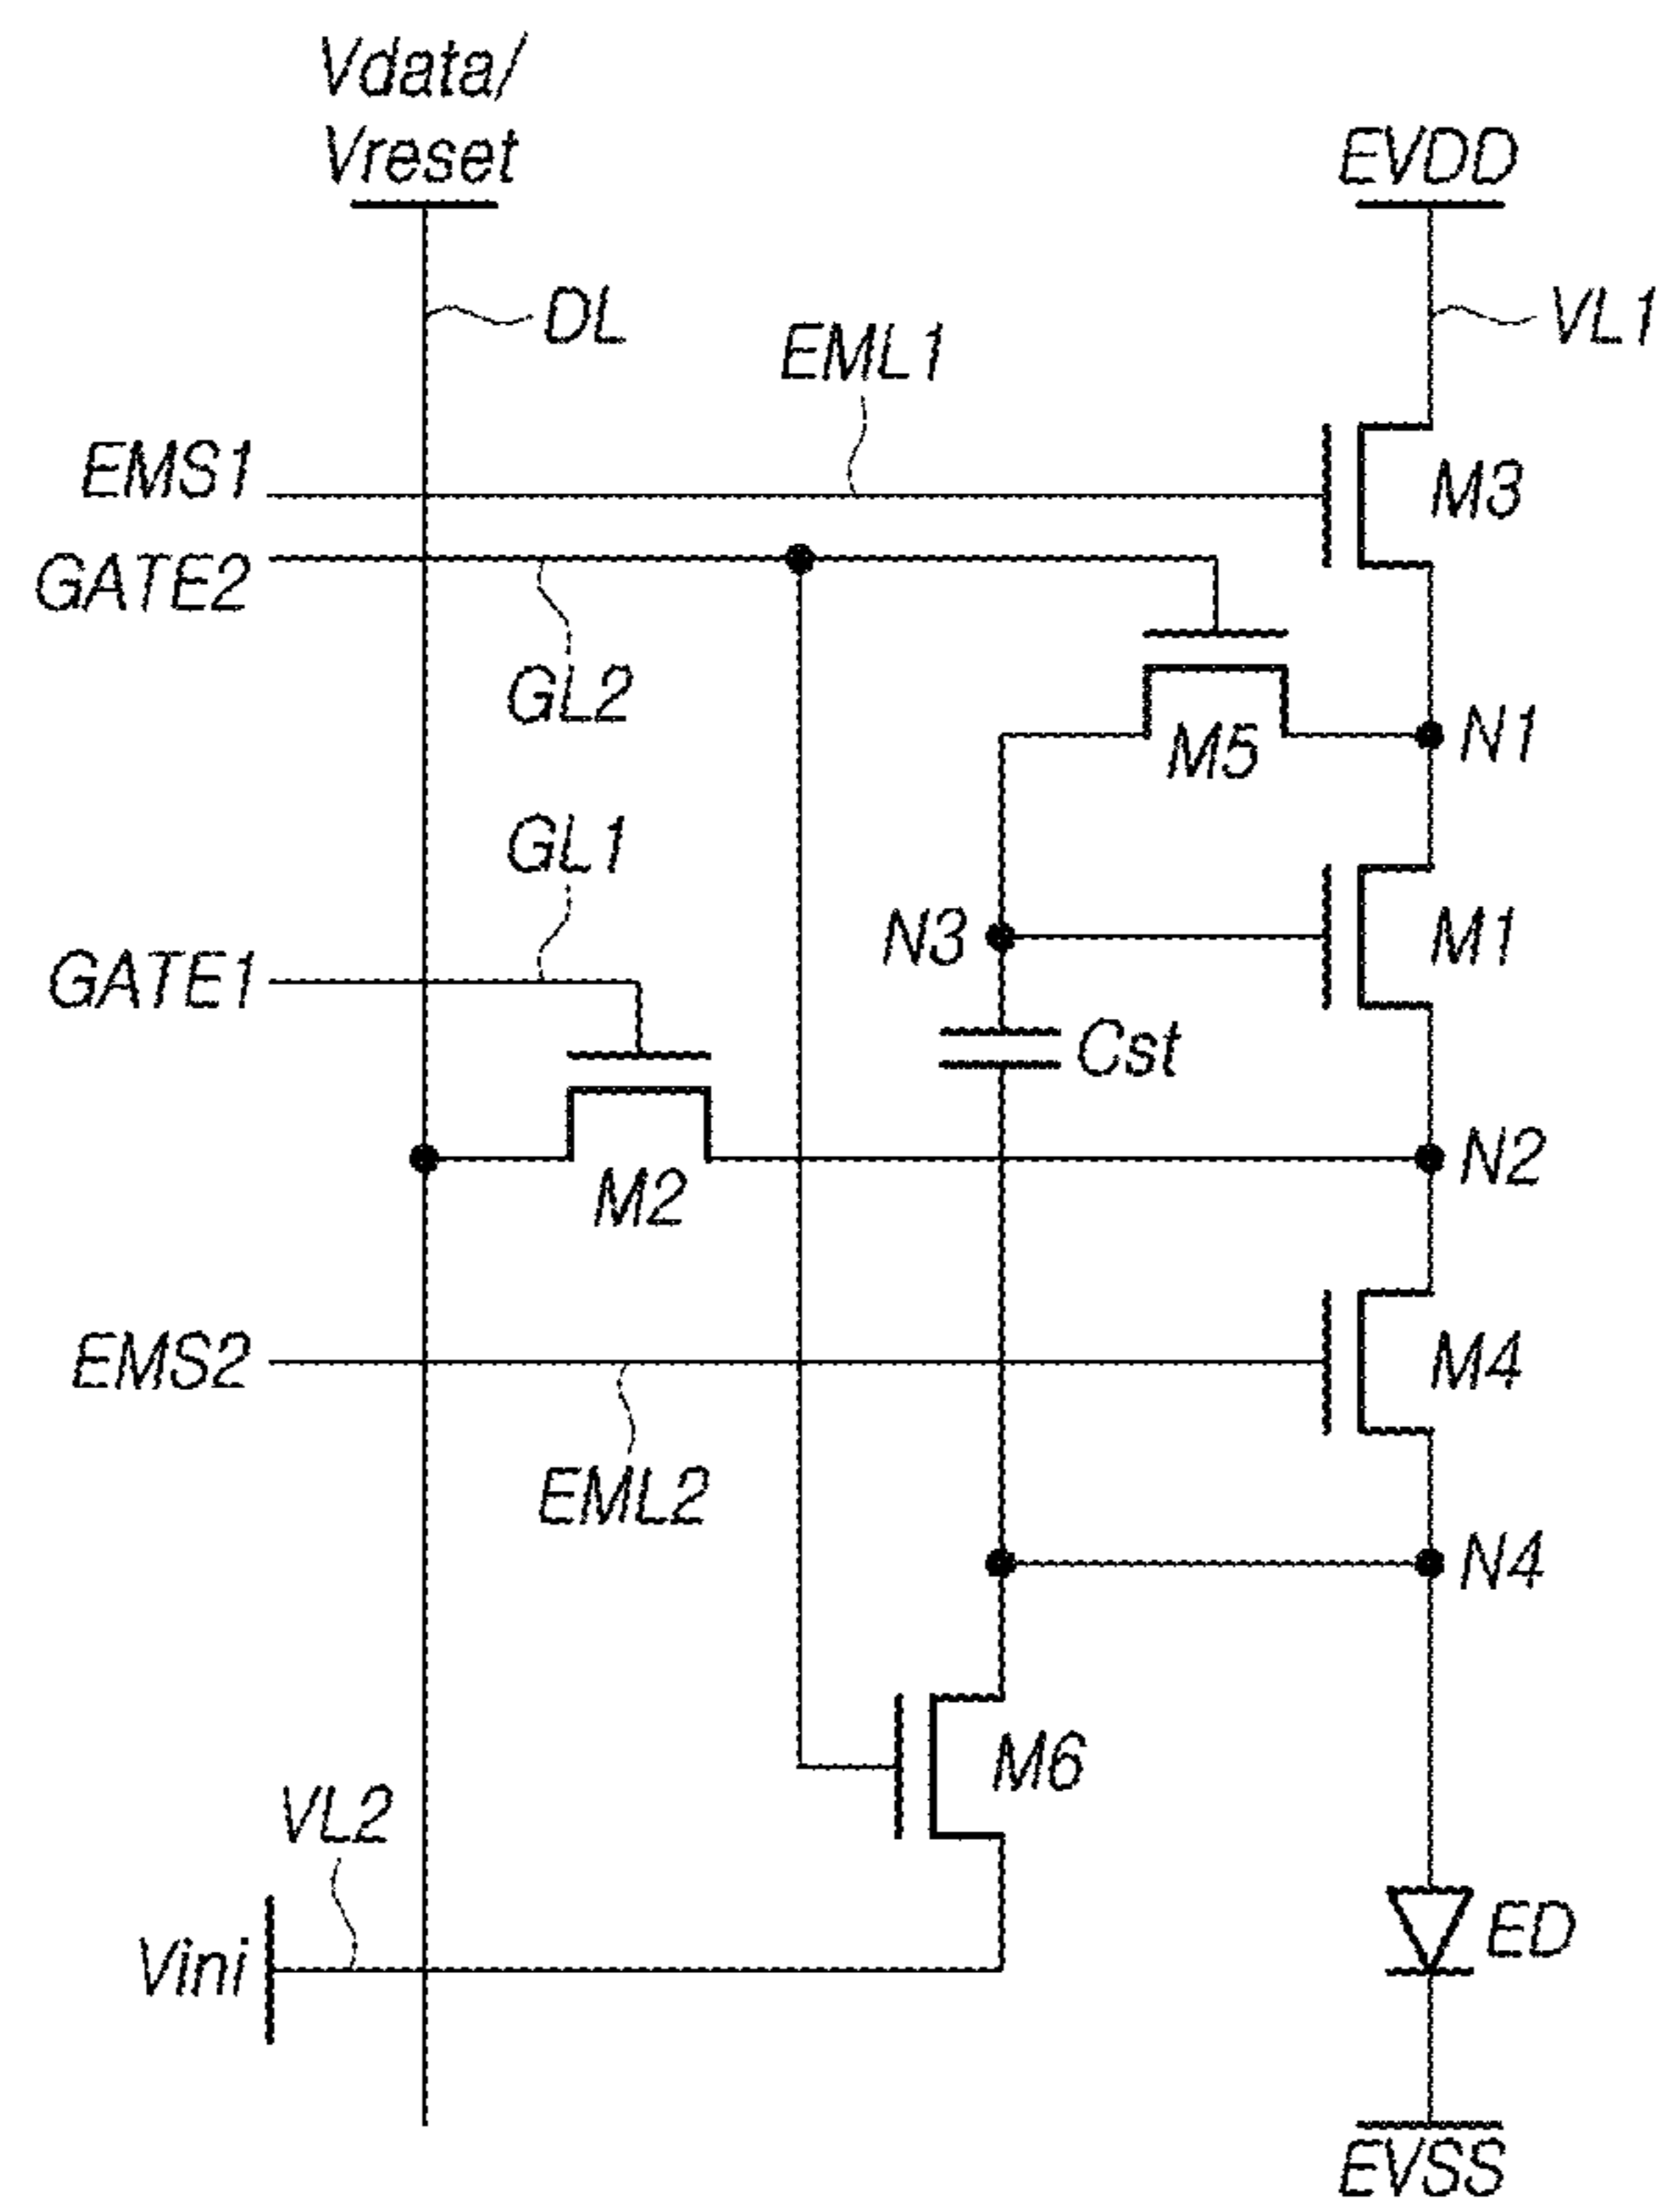 Vdata/
Vreset
EVDD
DL
VL1
EML1
EMS1
M3
GATE2
GL2
N1
M5
GL1
N3
M1
GATE1
Cst
N2
M2
EMS2
M4
EML2
N4
M6
VL2
ED
Vini
EVSS